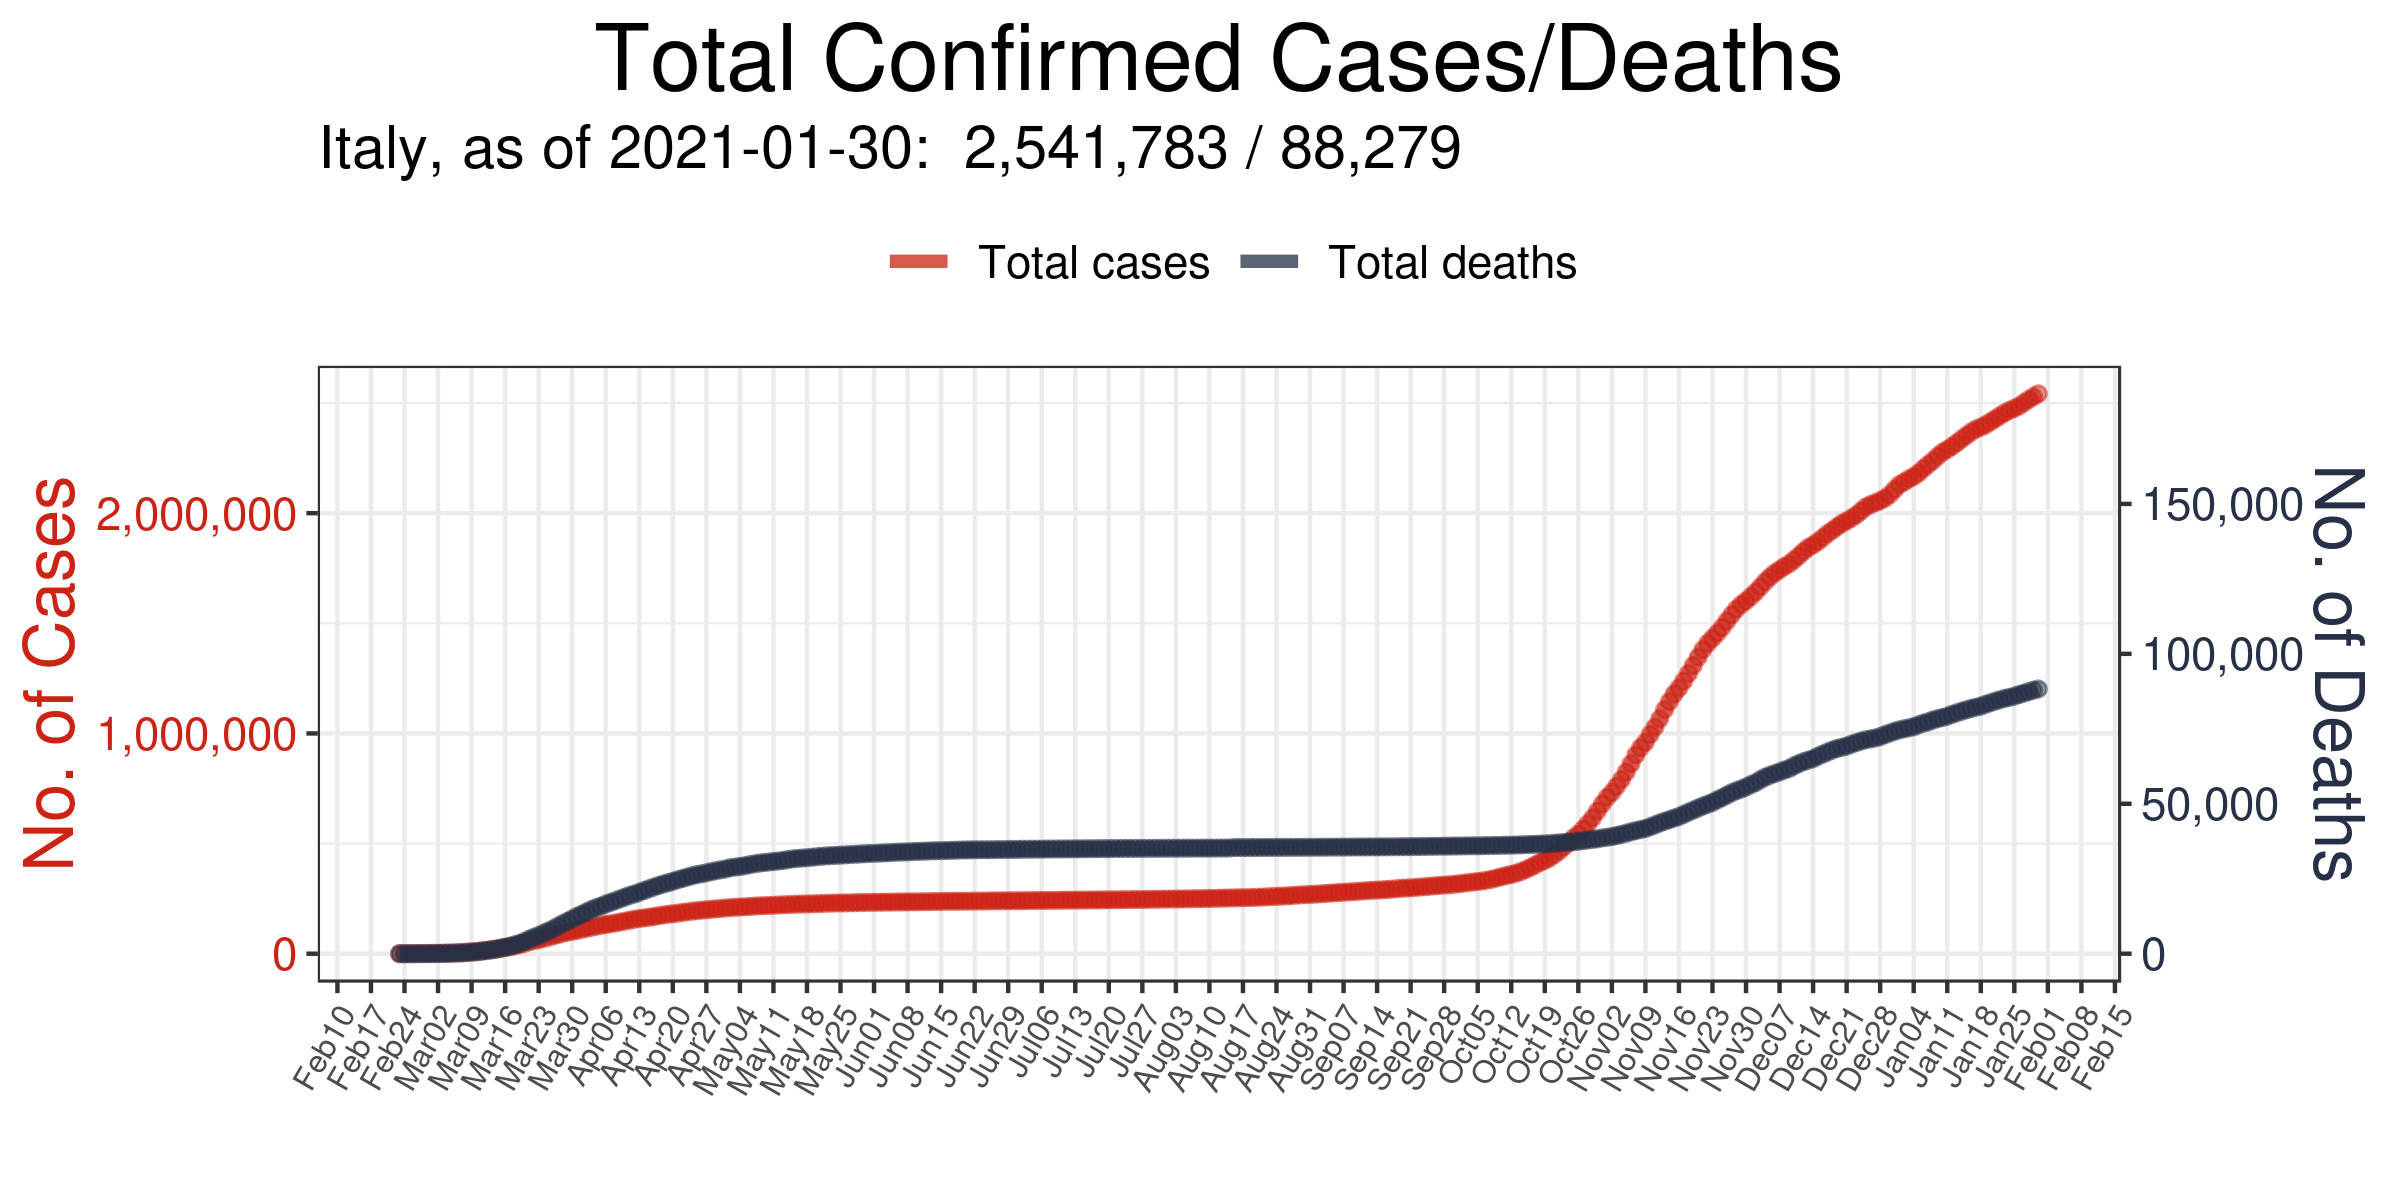 Total Confirmed Cases/Deaths
Italy, as of 2021-01-30:  2,541,783 / 88,279
Total cases
Total deaths
No. of Cases
2,000,000
1,000,000
0
150,000
100,000
50,000
0
No. of Deaths
Feb10
Feb17
Feb24
Mar02
Mar09
Mar16
Mar23
Mar30
Apr06
Apr13
Apr20
Apr27
May04
May11
May18
May25
Jun01
Jun08
Jun15
Jun22
Jun29
Jul06
Jul13
Jul20
Jul27
Aug03
Aug10
Aug17
Aug24
Aug31
Sep07
Sep14
Sep21
Sep28
Oct05
Oct12
Oct19
Oct26
Nov02
Nov09
Nov16
Nov23
Nov30
Dec07
Dec14
Dec21
Dec28
Dec04
Jan11
Jan18
Jan25
Feb01
Feb08
Feb15